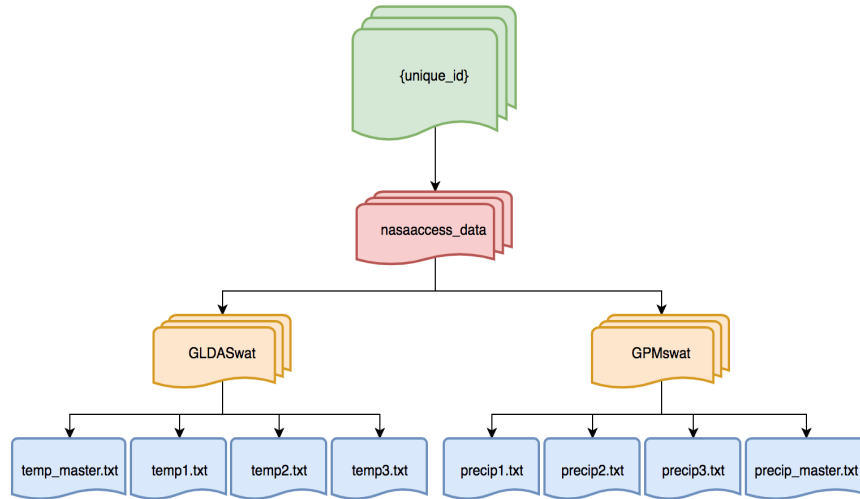 {unique_id}
nasaaccess_data
GLDASwat
GPMswat
temp_master.txt
temp1.txt
temp2.txt
temp3.txt
precip1.txt
precip2.txt
precip3.txt
precip_master.txt